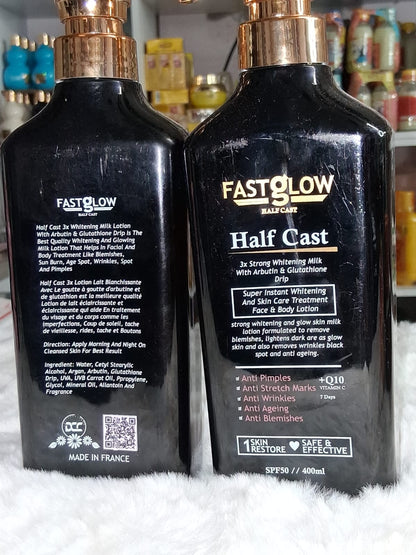 FASTGLOW
HALF CAST
Half Cast 3x Whitening Milk Lotion
With Arbutin & Glutathione Drip Is The
Best Quality Whitening And Glowing
Milk Lotion That Helps In Facial And
Body Treatment Like Blemishes,
Sun Burn, Age Spot, Wrinkles, Spot
And Pimples
Half Cast 3x Lotion Lait Blanchissante
Avec Le goutte à goutte d'arbutine et
de glutathion est la meilleure qualité
Lotion de lait éclaircissante et
éclaircissante qui aide En traitement
du visage et du corps comme les
imperfections, Coup de soleil, tache
de vieillesse, rides, tache et Boutons
Direction: Apply Morning And Night On
Cleansed Skin For Best Result
Ingredient: Water, Cetyl Stearylic
Alcohol, Argan, Arbutin, Glutathione
Drip, UVA, UVB Carrot Oil, Ppropylene,
Glycol, Mineral Oil, Allantoin And
Fragrance
DCC
MADE IN FRANCE
FASTGLOW
HALF CAST
Half Cast
3x Strong Whitening Milk
With Arbutin & Glutathione
Drip
Super Instant Whitening
And Skin Care Treatment
Face & Body Lotion
strong whitening and glow skin milk
lotion formulated to remove
blemishes, lightens dark are as glow
skin and also removes wrinkles black
spot and anti ageing.
Anti Pimples
Anti Stretch Marks
Anti Wrinkles
Anti Ageing
Anti Blemishes
+Q10
VITAMIN C
7 Days
1 SKIN RESTORE
SAFE & EFFECTIVE
SPF50 // 400ml